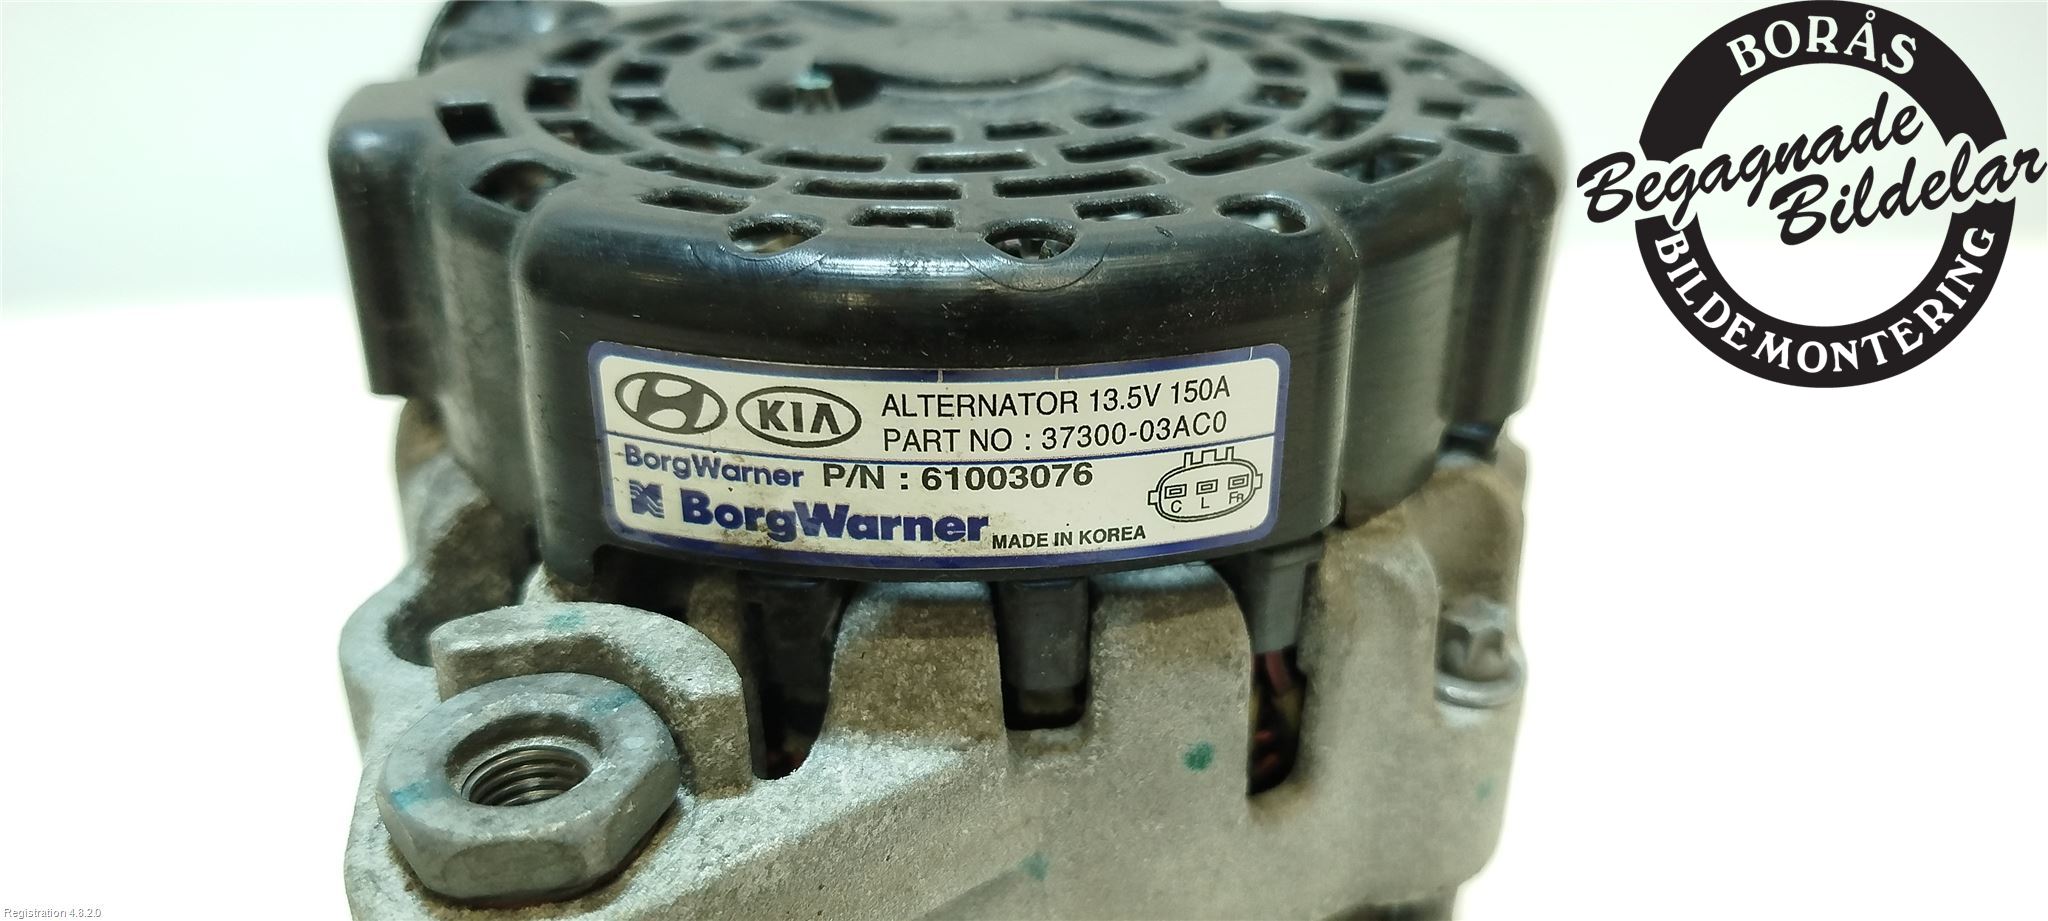 BORÅS
Begagnade
Bildelar
BILDEMONTERING
KIA
ALTERNATOR 13.5V 150A
PART NO : 37300-03AC0
BorgWarner P/N : 61003076
BorgWarner MADE IN KOREA
C L FR
Registration 4.8.2.0